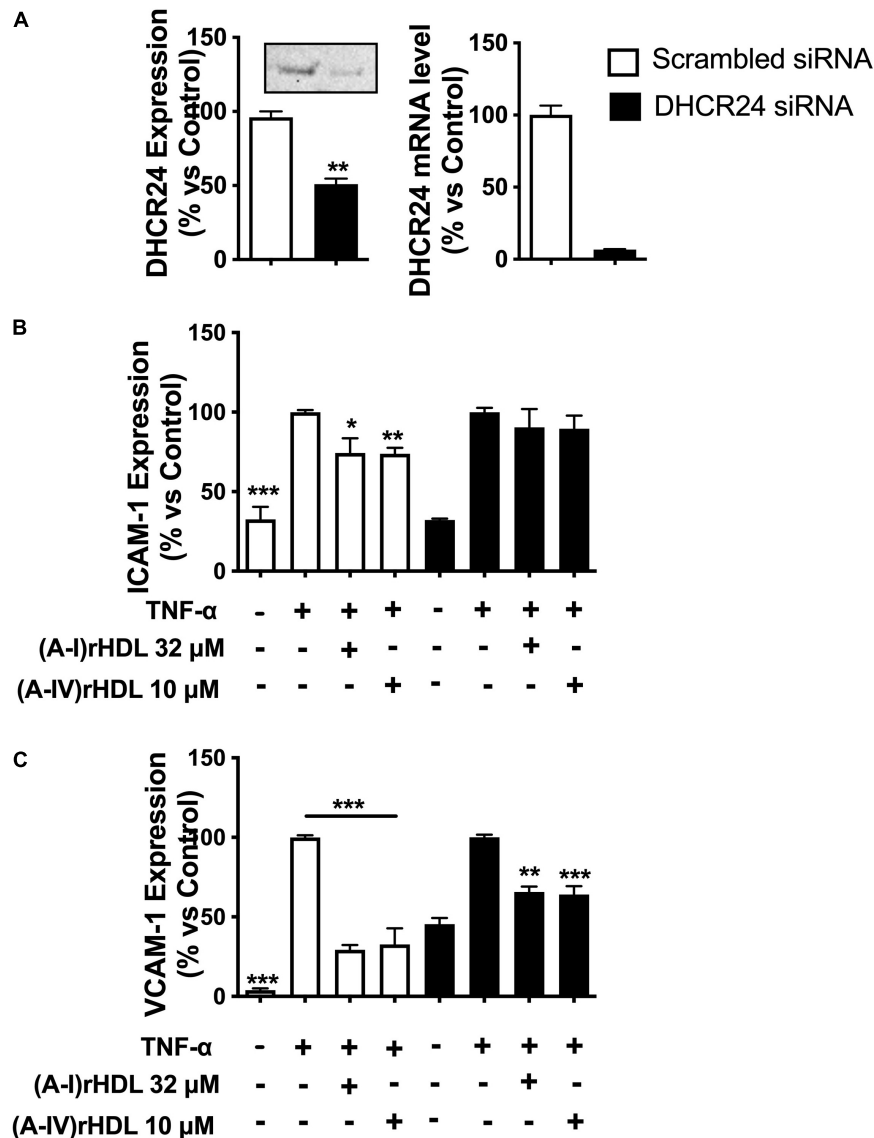 A
DHCR24 Expression
(% vs Control)
150
100
50
0
**
DHCR24 mRNA level
(% vs Control)
150
100
50
0
Scrambled siRNA
DHCR24 siRNA
B
ICAM-1 Expression
(% vs Control)
150
100
50
0
*** * **
TNF-α - + + + - + + +
(A-I)rHDL 32 µM - - + - - - + -
(A-IV)rHDL 10 µM - - - + - - - +
C
VCAM-1 Expression
(% vs Control)
150
100
50
0
*** *** ** ***
TNF-α - + + + - + + +
(A-I)rHDL 32 µM - - + - - - + -
(A-IV)rHDL 10 µM - - - + - - - +